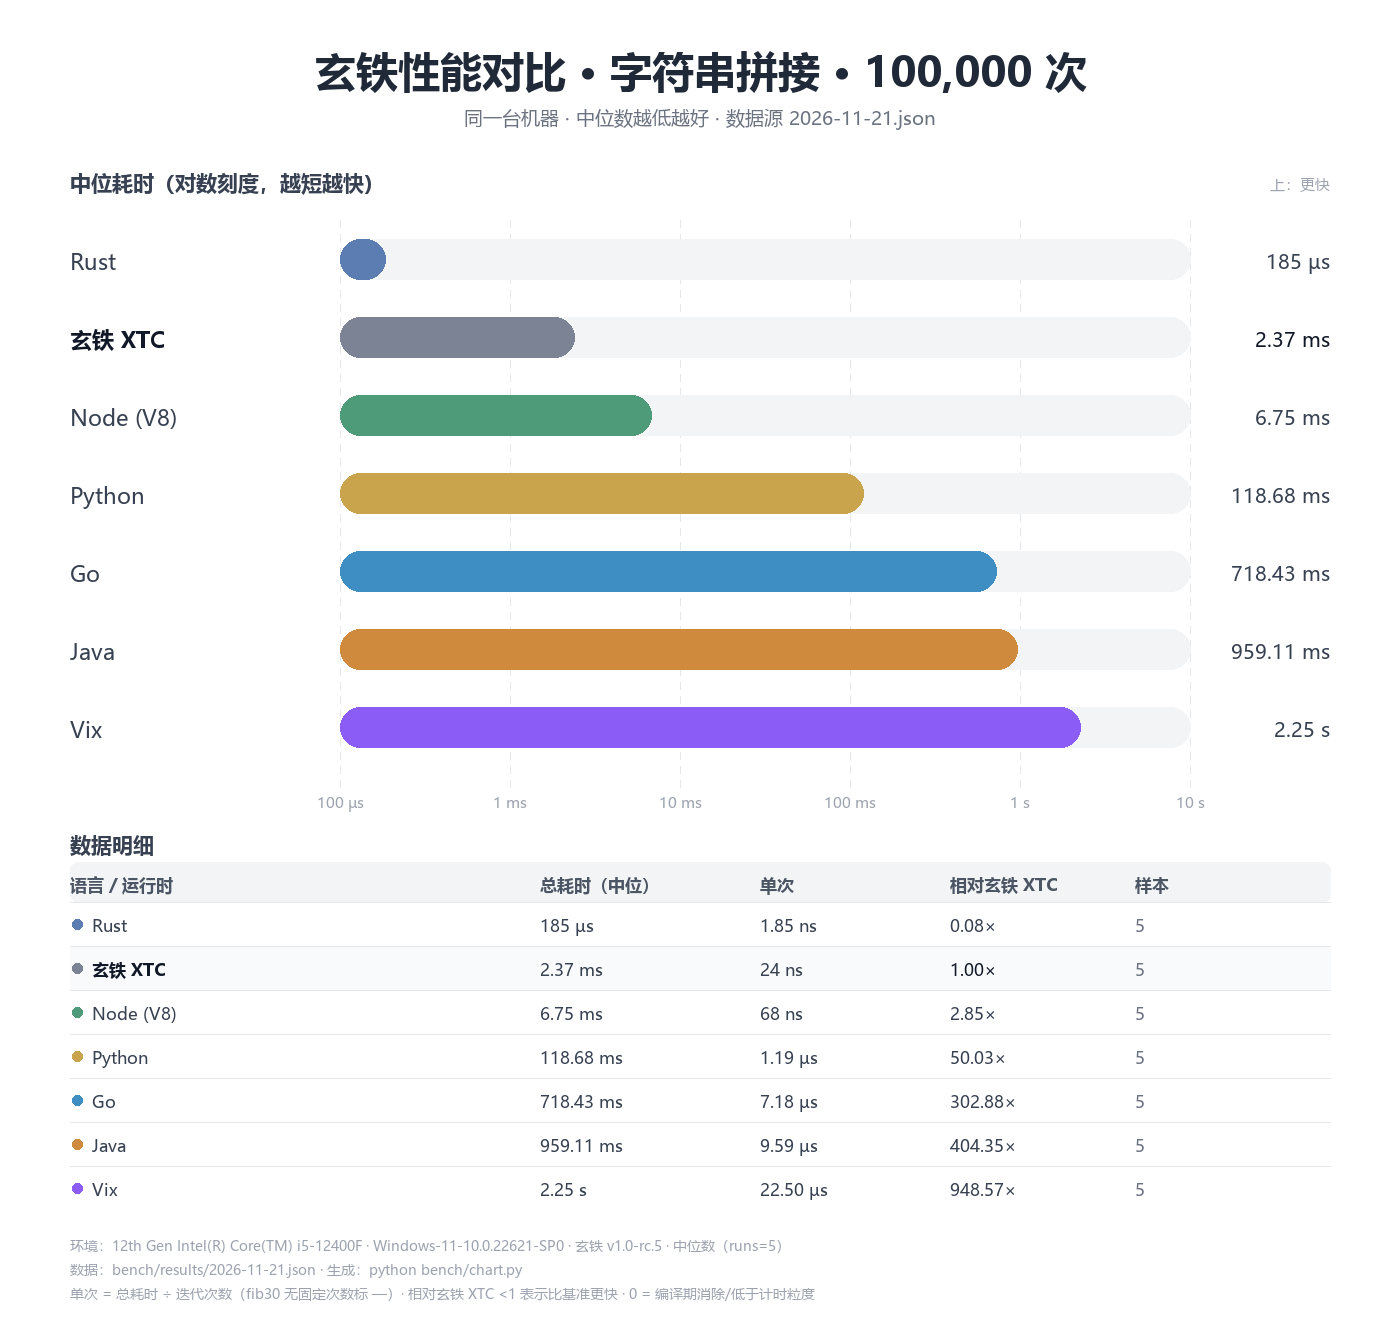 玄铁性能对比 • 字符串拼接 • 100,000 次
同一台机器 · 中位数越低越好 · 数据源 2026-11-21.json
中位耗时（对数刻度，越短越快）
上：更快
Rust 185 µs
玄铁 XTC 2.37 ms
Node (V8) 6.75 ms
Python 118.68 ms
Go 718.43 ms
Java 959.11 ms
Vix 2.25 s
100 µs 1 ms 10 ms 100 ms 1 s 10 s
数据明细
语言 / 运行时 总耗时（中位） 单次 相对玄铁 XTC 样本
Rust 185 µs 1.85 ns 0.08× 5
玄铁 XTC 2.37 ms 24 ns 1.00× 5
Node (V8) 6.75 ms 68 ns 2.85× 5
Python 118.68 ms 1.19 µs 50.03× 5
Go 718.43 ms 7.18 µs 302.88× 5
Java 959.11 ms 9.59 µs 404.35× 5
Vix 2.25 s 22.50 µs 948.57× 5
环境：12th Gen Intel(R) Core(TM) i5-12400F · Windows-11-10.0.22621-SP0 · 玄铁 v1.0-rc.5 · 中位数（runs=5）
数据：bench/results/2026-11-21.json · 生成：python bench/chart.py
单次 = 总耗时 ÷ 迭代次数（fib30 无固定次数标 —）· 相对玄铁 XTC <1 表示比基准更快 · 0 = 编译期消除/低于计时粒度